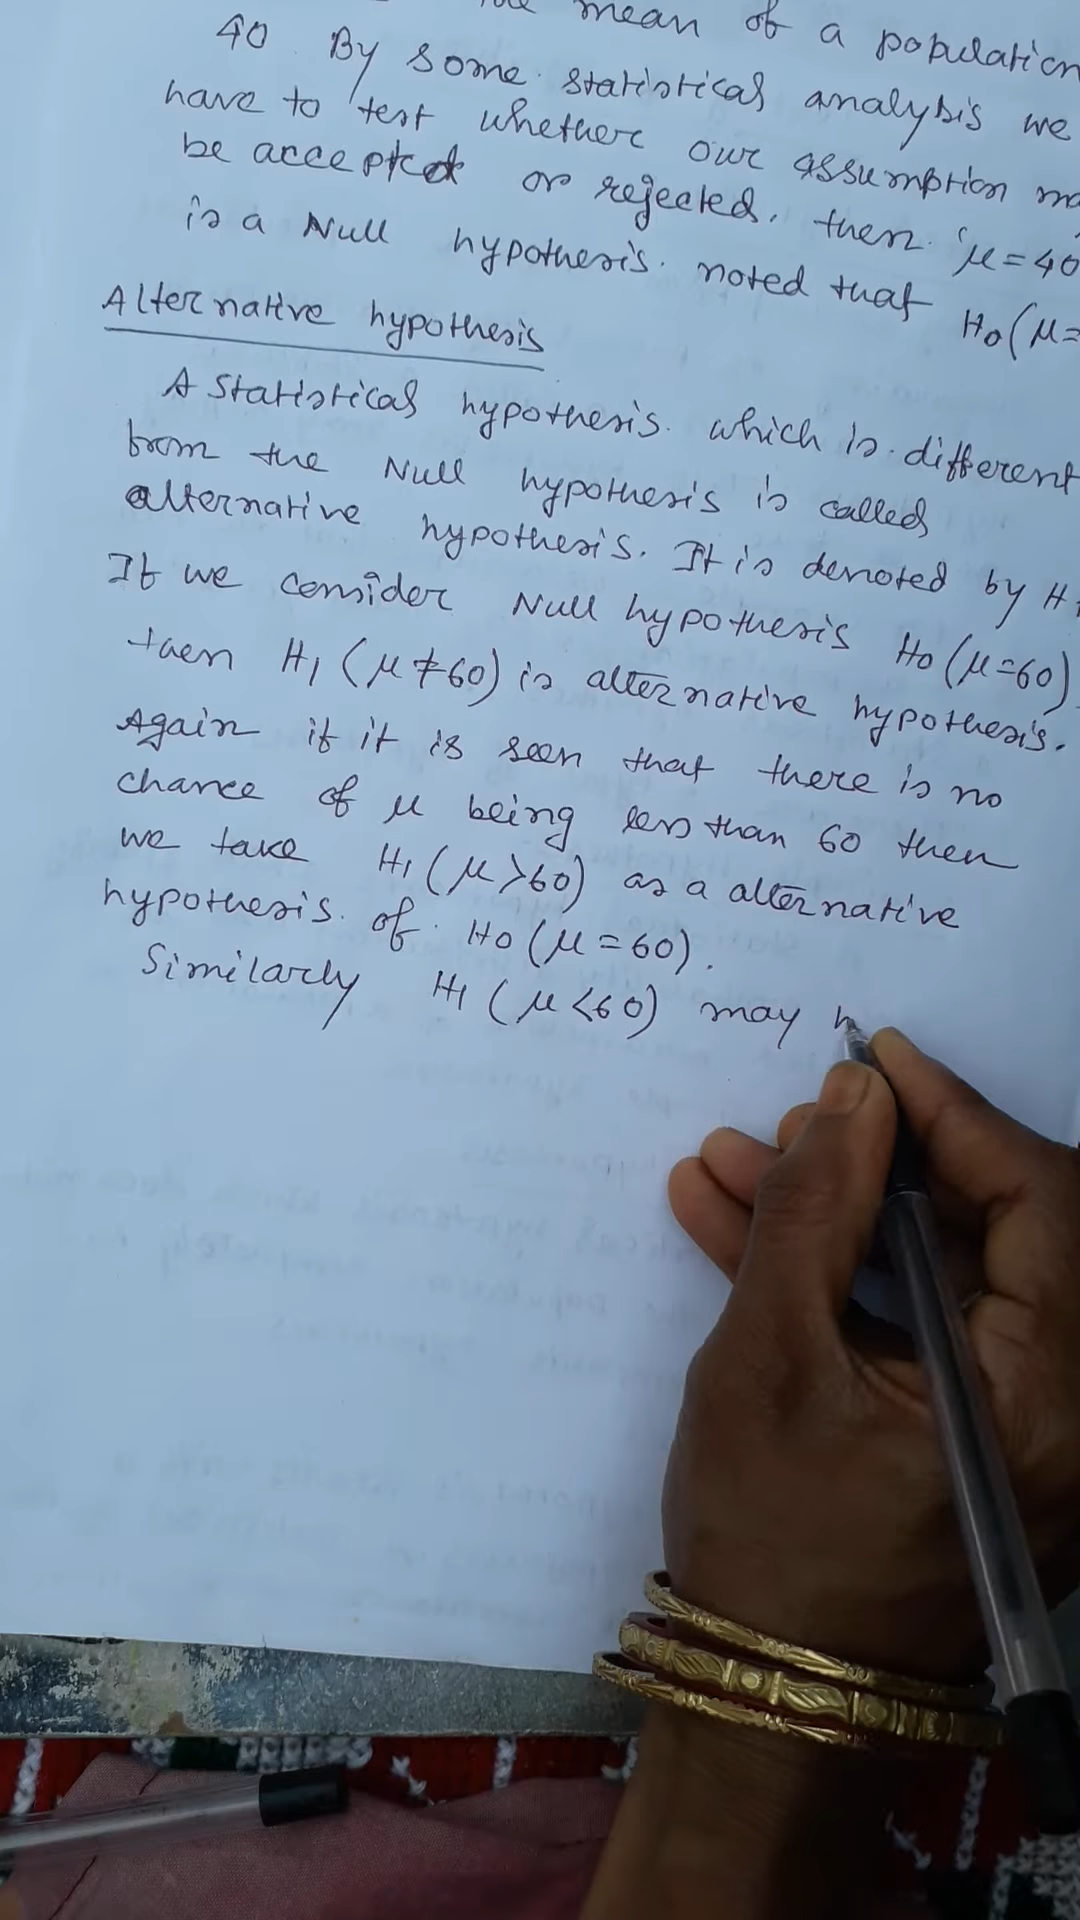 the mean of a population
40 By some statistical analysis we
have to test whether our assumption
be accepted or rejected, then 'μ=40
is a Null hypothesis. noted that H0(μ=
Alternative hypothesis
A Statistical hypothesis. which is different
from the Null hypothesis is called
alternative hypothesis. It is denoted by H1
If we consider Null hypothesis H0(μ=60).
then H1(μ≠60) is alternative hypothesis.
Again if it is seen that there is no
chance of μ being less than 60 then
we take H1(μ>60) as a alternative
hypothesis. of. H0(μ=60).
Similarly H1(μ<60) may